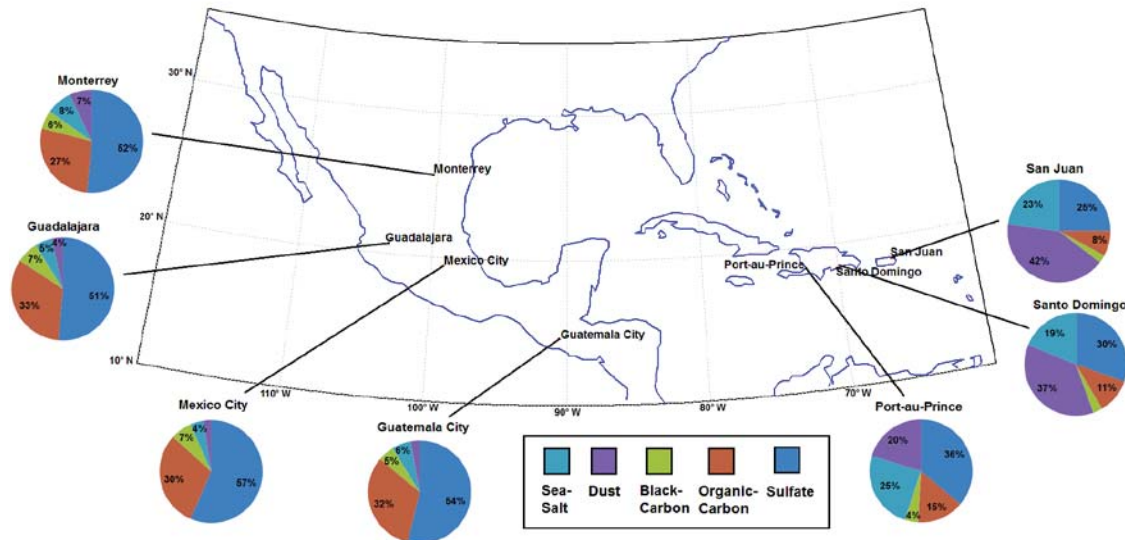 Monterrey
7%
8%
6%
27%
52%
Guadalajara
4%
5%
7%
33%
51%
Mexico City
4%
7%
30%
57%
Guatemala City
6%
5%
32%
54%
San Juan
23%
25%
8%
42%
Santo Domingo
19%
30%
11%
37%
Port-au-Prince
20%
36%
25%
15%
4%
30° N
20° N
10° N
110° W
100° W
90° W
80° W
70° W
Monterrey
Guadalajara
Mexico City
Guatemala City
Port-au-Prince
Santo Domingo
San Juan
Sea-
Salt
Dust
Black-
Carbon
Organic-
Carbon
Sulfate